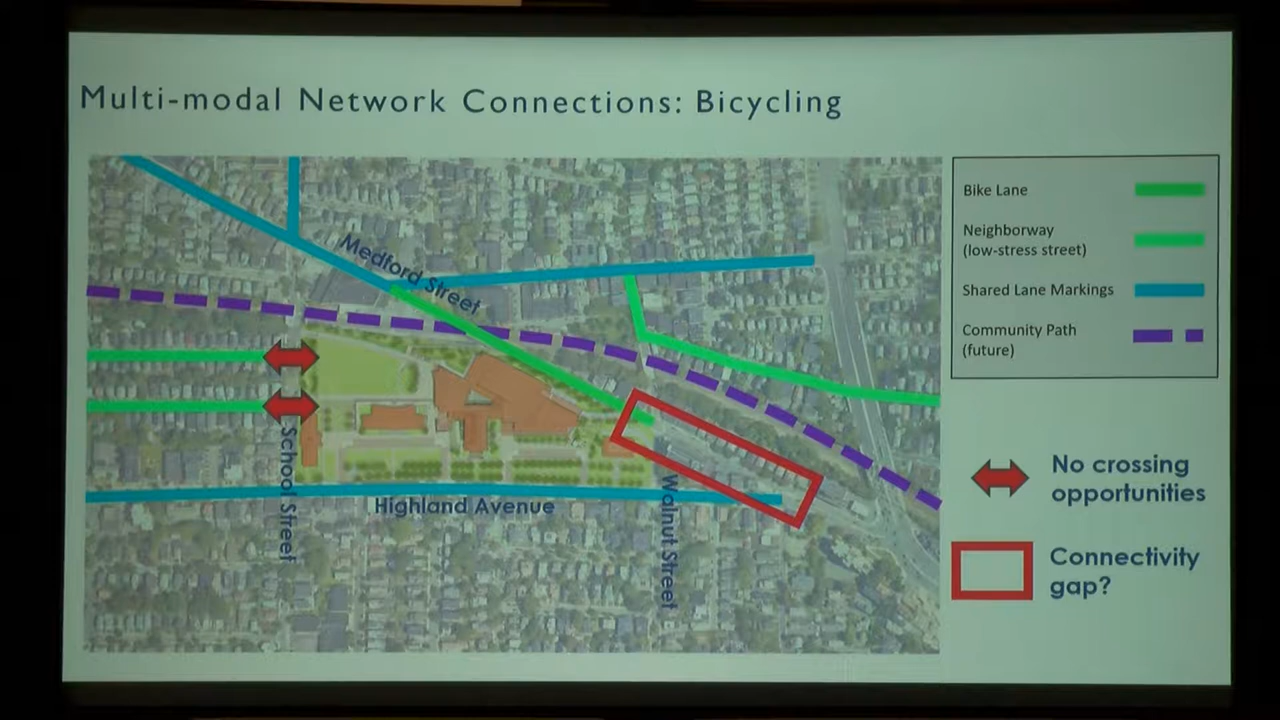 Multi-modal Network Connections: Bicycling
Bike Lane
Neighborway
(low-stress street)
Shared Lane Markings
Community Path
(future)
Medford Street
School Street
Highland Avenue
Walnut Street
No crossing
opportunities
Connectivity
gap?